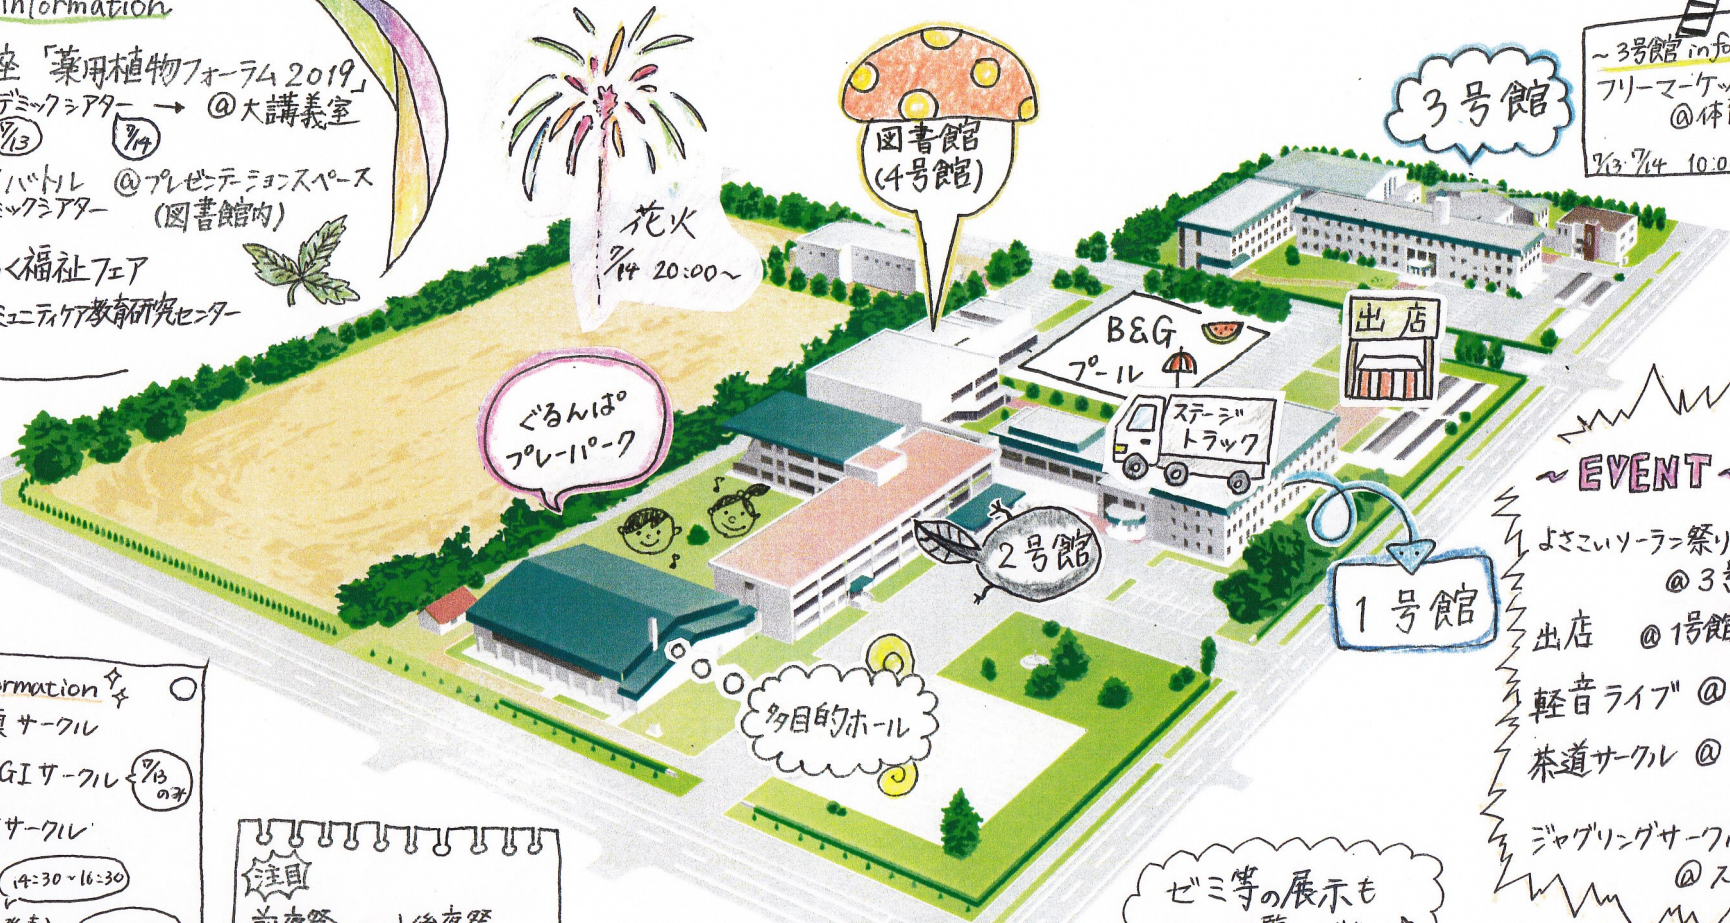 information
座「薬用植物フォーラム2019」
デミックシアター → @大講義室
7/13 7/14
バトル @プレゼンテーションスペース
ミックシアター (図書館内)
く福祉フェア
ミュニティケア教育研究センター
花火
7/14 20:00～
図書館
(4号館)
3号館
～3号館 info
フリーマーケッ
@体
7/13・7/14 10:0
B&G
プール
出店
ステージ
トラック
ぐるんぱ
プレーパーク
2号館
1号館
多目的ホール
～EVENT～
よさこいソーラン祭り
@3
出店 @1号館
軽音ライブ @
茶道サークル @
ジャグリングサークル
@ス
ormation
サークル
GIサークル 7/13のみ
サークル
14:30～16:30
注目
前夜祭 後夜祭
ゼミ等の展示も